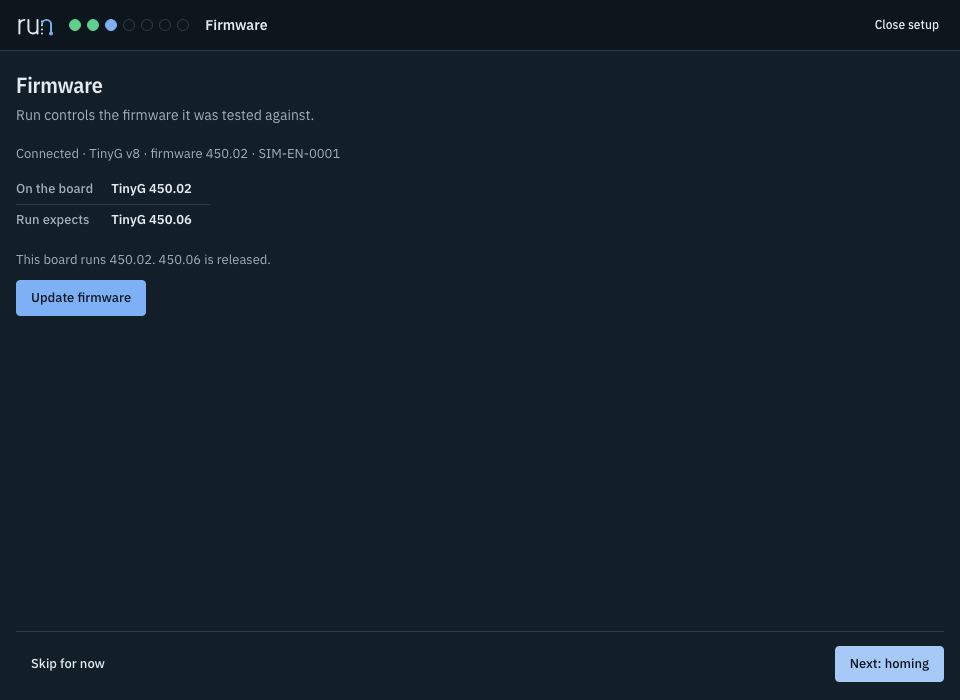 run Firmware Close setup
Firmware
Run controls the firmware it was tested against.
Connected · TinyG v8 · firmware 450.02 · SIM-EN-0001
On the board TinyG 450.02
Run expects TinyG 450.06
This board runs 450.02. 450.06 is released.
Update firmware
Skip for now Next: homing